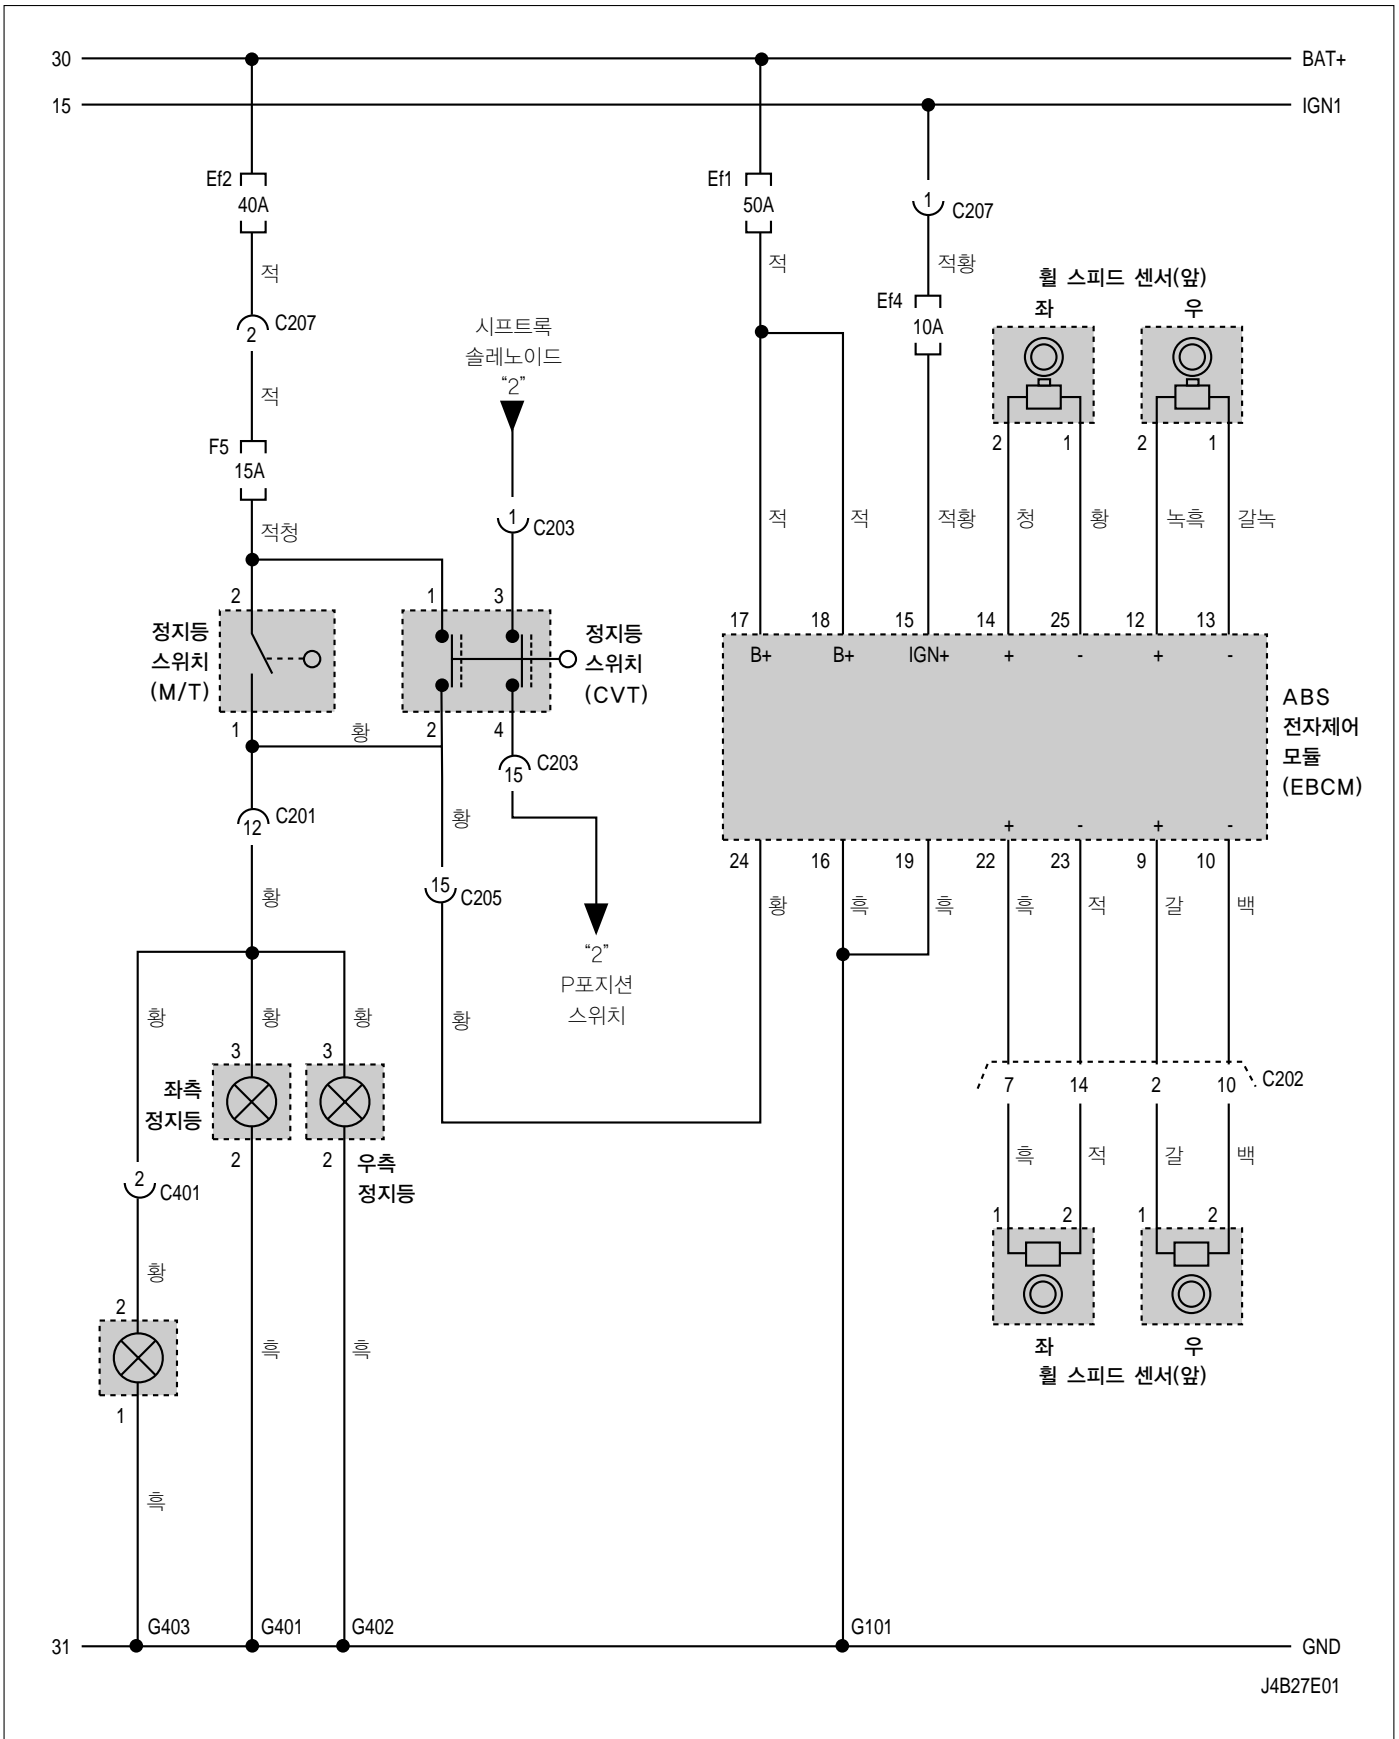 30 BAT+
15 IGN1
Ef2
40A
Ef1
50A
1
C207
적
적
적황
C207
2
Ef4
10A
휠 스피드 센서(앞)
좌 우
시프트록
솔레노이드
“2”
적
2 1 2 1
F5
15A
적청
1
C203
적 적 적황 청 황 녹흑 갈녹
2 1 3
17 18 15 14 25 12 13
정지등
스위치
(M/T)
정지등
스위치
(CVT)
B+ B+ IGN+ + - + -
ABS
전자제어
모듈
(EBCM)
1 황 2 4
15
C203
C201
12
황
+ - + -
24 16 19 22 23 9 10
15
C205
황
황 흑 흑 흑 적 갈 백
“2”
P포지션
스위치
황 황 황 황
3 3
좌측
정지등
7 14 2 10 C202
2 2
우측
정지등
흑 적 갈 백
2
C401
1 2 1 2
황
2
좌 우
휠 스피드 센서(앞)
흑 흑
1
흑
G403 G401 G402 G101
31 GND
J4B27E01